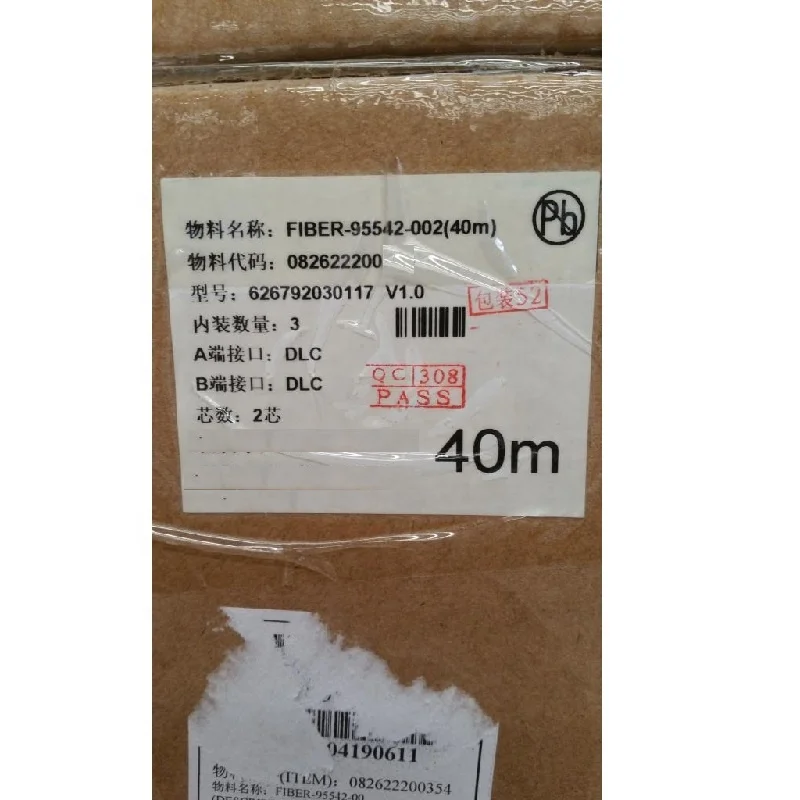 物料名称：FIBER-95542-002(40m)
Pb
物料代码：082622200
型号：626792030117 V1.0
包装52
内装数量：3
A端接口：DLC
QC 308
B端接口：DLC
PASS
芯数：2芯
40m
04190611
(ITEM)：082622200354
物料名称：FIBER-95542-00